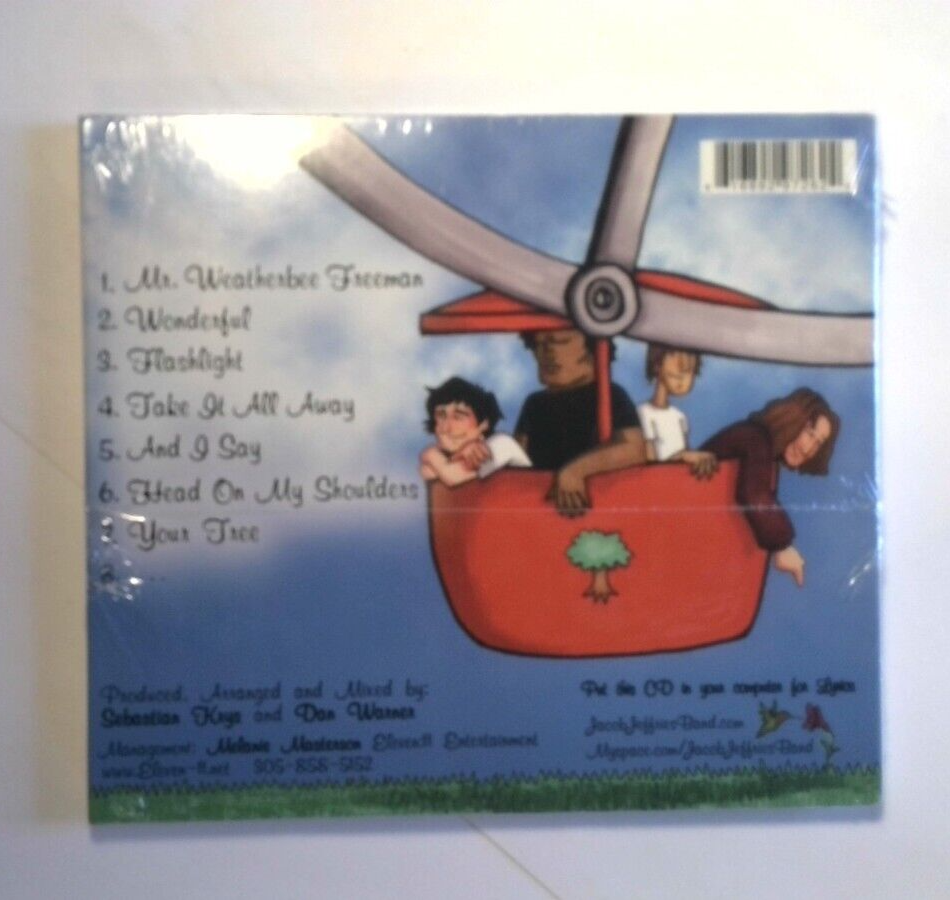 1. Mr. Weatherbee Freeman
2. Wonderful
3. Flashlight
4. Take It All Away
5. And I Say
6. Head On My Shoulders
7. Your Tree
8. ...
Produced, Arranged and Mixed by:
Sebastian Krys and Dan Warner
Management: Melanie Masterson Eleven11 Entertainment
www.Eleven-11.net 305-858-5152
Put this CD in your computer for Lyrics
JacobJeffriesBand.com
Myspace.com/JacobJeffriesBand